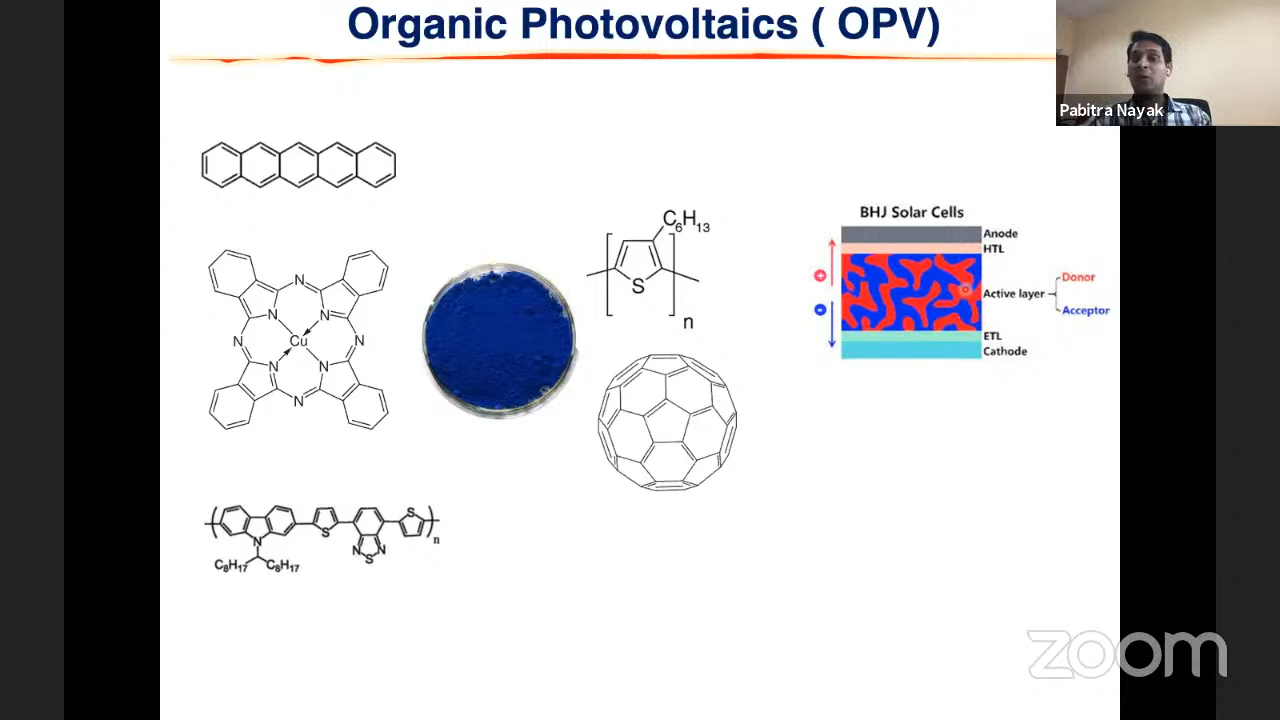 Organic Photovoltaics ( OPV)
Pabitra Nayak
C6H13
S
n
N
N
N
N
N
Cu
N
N
N
BHJ Solar Cells
Anode
HTL
+
Donor
Active layer
-
Acceptor
ETL
Cathode
S
S
N
N
N
S
n
C8H17
C8H17
zoom